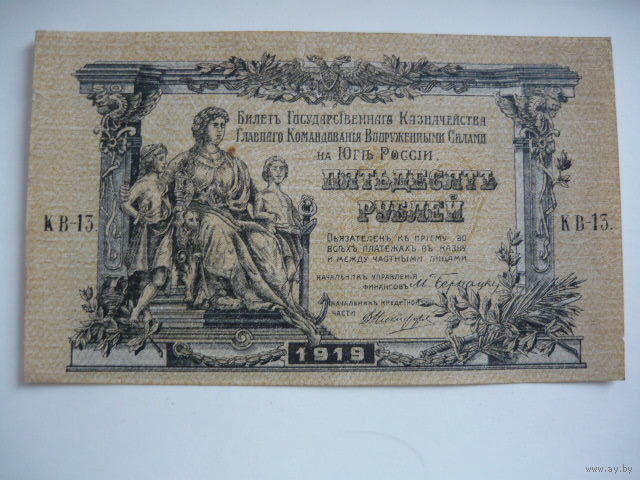 Билетъ Государственнаго Казначейства
Главнаго Командованія Вооруженными Силами
на Югѣ Россіи.
ПЯТЬДЕСЯТЪ
РУБЛЕЙ
КВ-13.
КВ-13.
Обязателенъ къ пріему во
всѣхъ платежахъ въ казну
и между частными лицами
Начальникъ управленія
финансовъ
Начальникъ кредитной
части
1919
www.ay.by